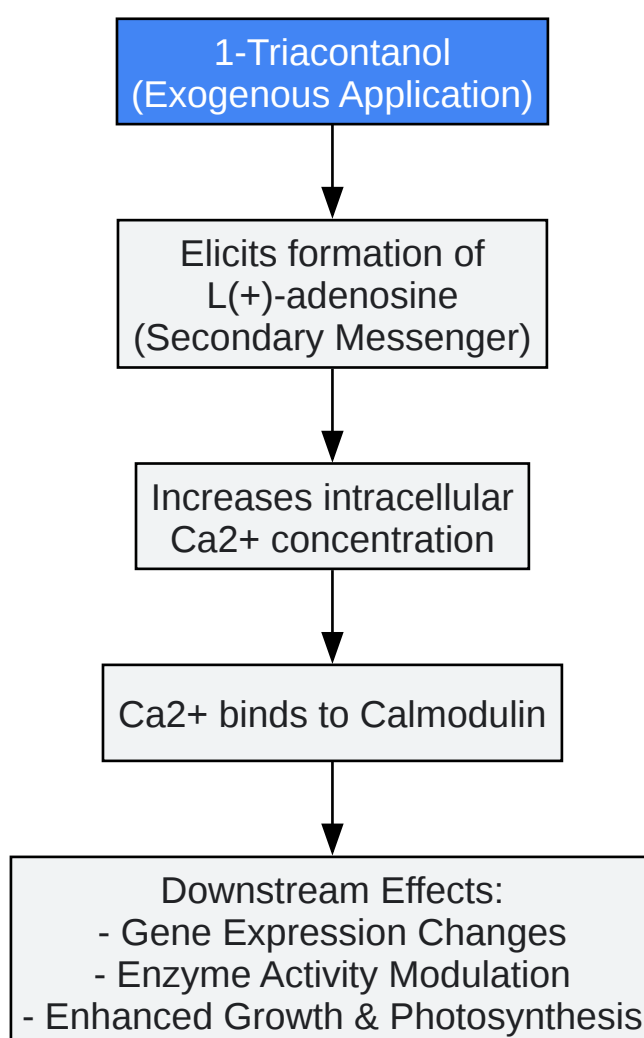 1-Triacontanol
(Exogenous Application)
Elicits formation of
L(+)-adenosine
(Secondary Messenger)
Increases intracellular
Ca2+ concentration
Ca2+ binds to Calmodulin
Downstream Effects:
- Gene Expression Changes
- Enzyme Activity Modulation
- Enhanced Growth & Photosynthesis